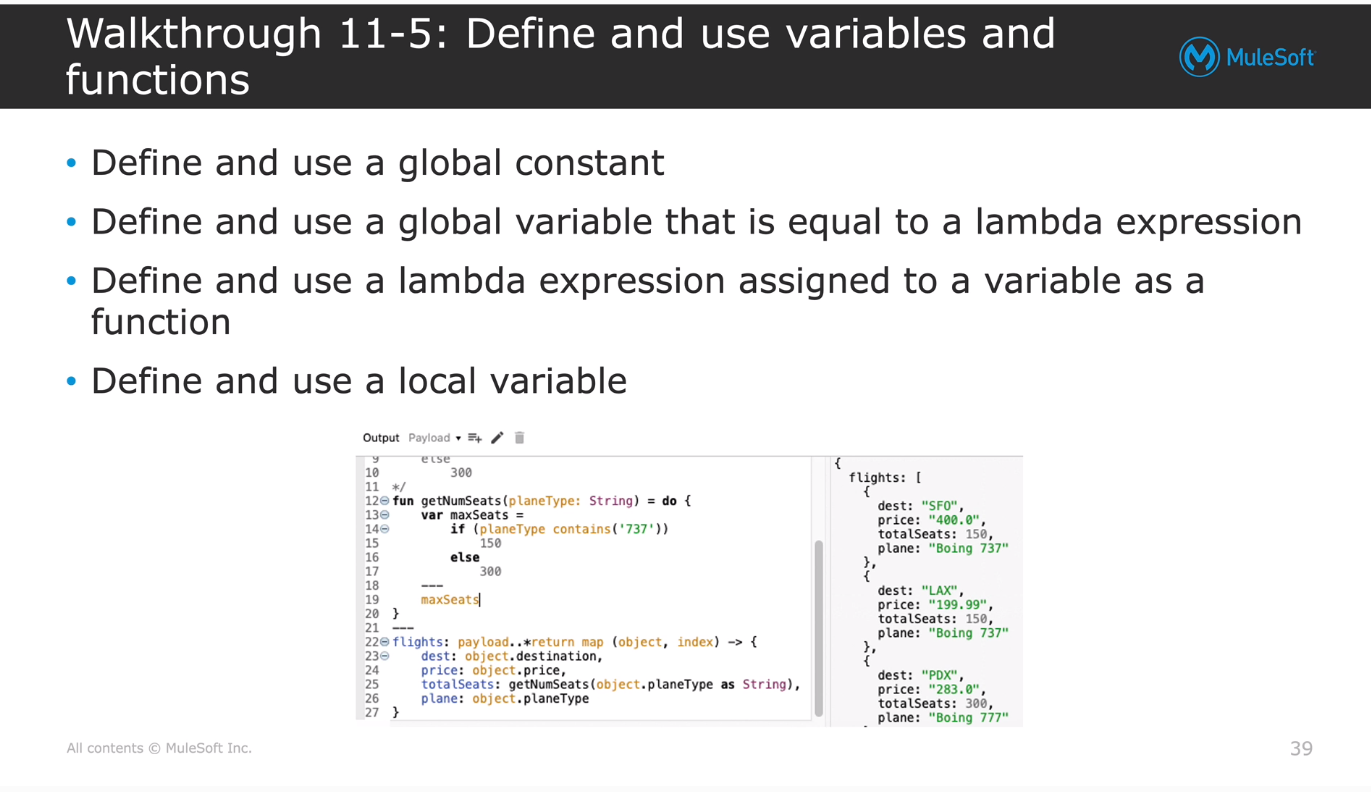 Walkthrough 11-5: Define and use variables and
functions
MuleSoft
• Define and use a global constant
• Define and use a global variable that is equal to a lambda expression
• Define and use a lambda expression assigned to a variable as a
function
• Define and use a local variable
Output Payload
9 else
10 300
11 */
12 fun getNumSeats(planeType: String) = do {
13 var maxSeats =
14 if (planeType contains('737'))
15 150
16 else
17 300
18 ---
19 maxSeats
20 }
21 ---
22 flights: payload..*return map (object, index) -> {
23 dest: object.destination,
24 price: object.price,
25 totalSeats: getNumSeats(object.planeType as String),
26 plane: object.planeType
27 }
{
flights: [
{
dest: "SFO",
price: "400.0",
totalSeats: 150,
plane: "Boing 737"
},
{
dest: "LAX",
price: "199.99",
totalSeats: 150,
plane: "Boing 737"
},
{
dest: "PDX",
price: "283.0",
totalSeats: 300,
plane: "Boing 777"
All contents © MuleSoft Inc.
39